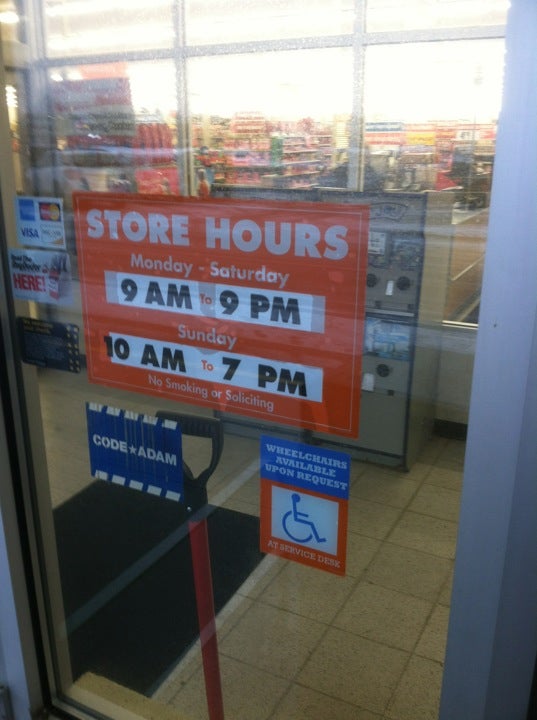 STORE HOURS
Monday - Saturday
9 AM To 9 PM
Sunday
10 AM To 7 PM
No Smoking or Soliciting
VISA
HERE!
CODE★ADAM
WHEELCHAIRS
AVAILABLE
UPON REQUEST
AT SERVICE DESK